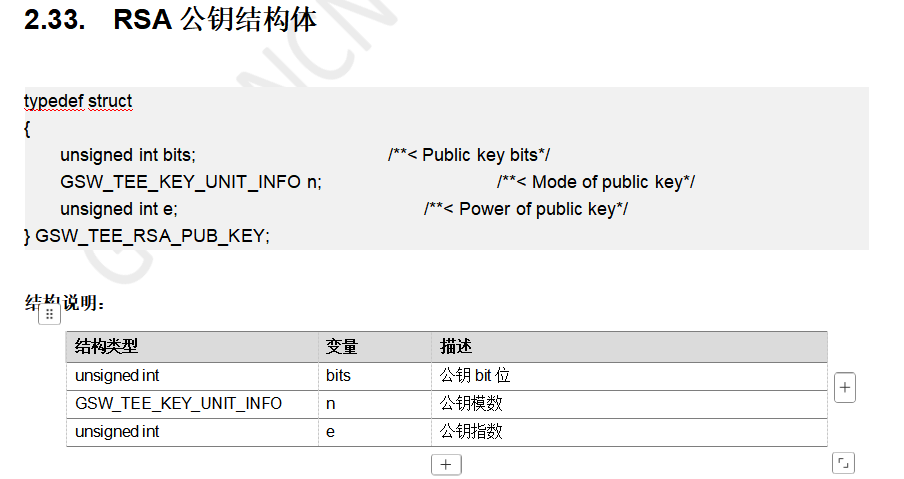 2.33. RSA 公钥结构体
typedef struct
{
unsigned int bits; /**< Public key bits*/
GSW_TEE_KEY_UNIT_INFO n; /**< Mode of public key*/
unsigned int e; /**< Power of public key*/
} GSW_TEE_RSA_PUB_KEY;
结构说明:
结构类型 变量 描述
unsigned int bits 公钥 bit 位
GSW_TEE_KEY_UNIT_INFO n 公钥模数
unsigned int e 公钥指数